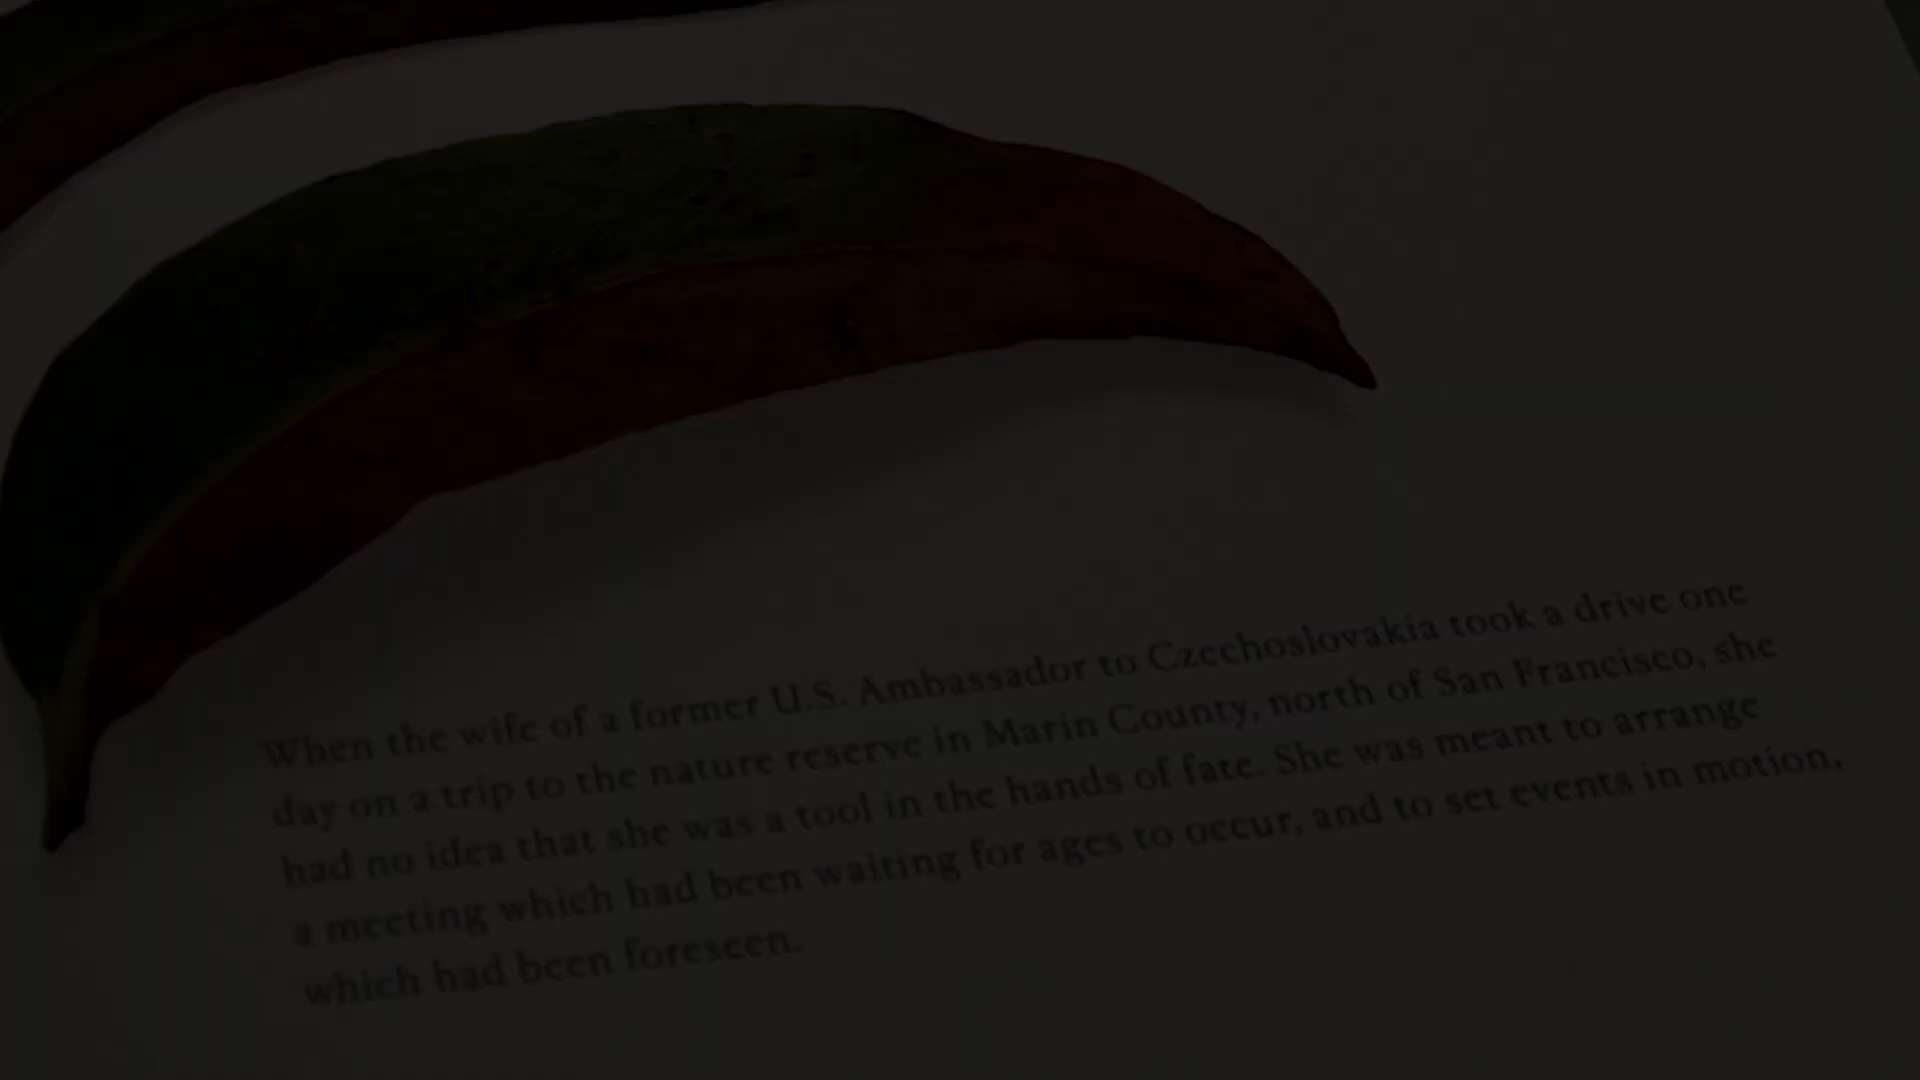 When the wife of a former U.S. Ambassador to Czechoslovakia took a drive one
day on a trip to the nature reserve in Marin County, north of San Francisco, she
had no idea that she was a tool in the hands of fate. She was meant to arrange
a meeting which had been waiting for ages to occur, and to set events in motion,
which had been foreseen.